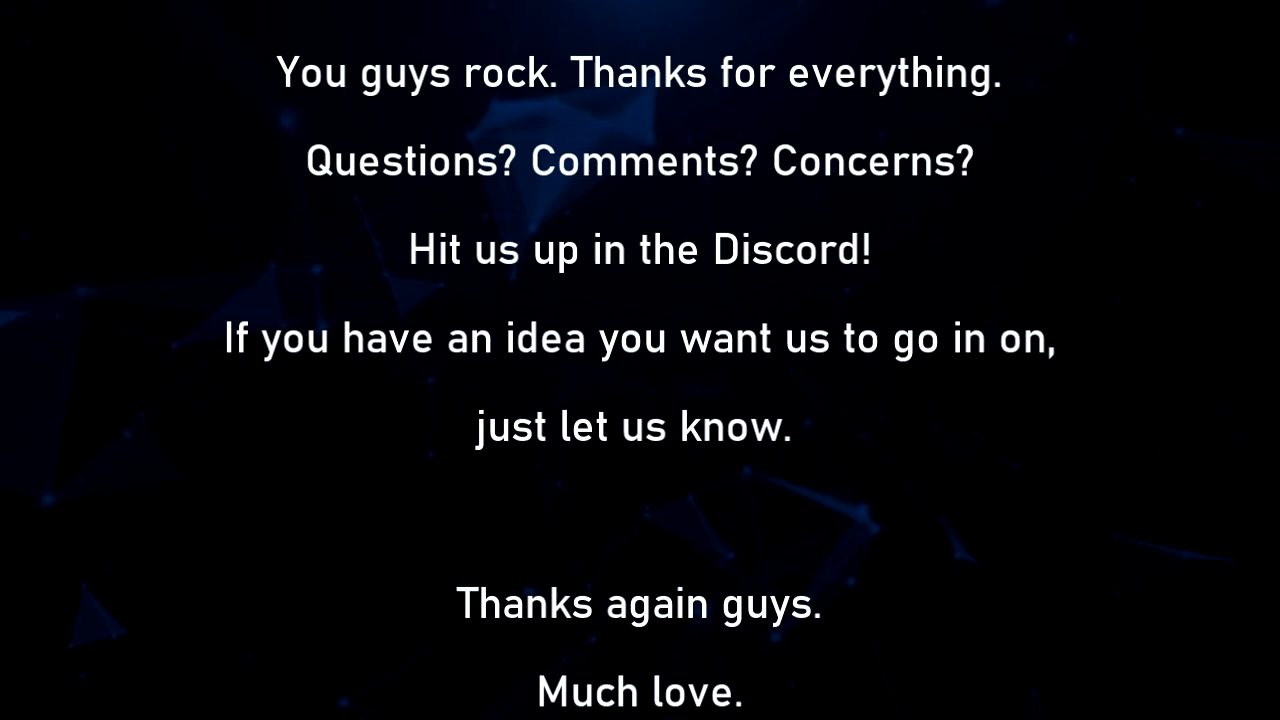 You guys rock. Thanks for everything.
Questions? Comments? Concerns?
Hit us up in the Discord!
If you have an idea you want us to go in on,
just let us know.
Thanks again guys.
Much love.